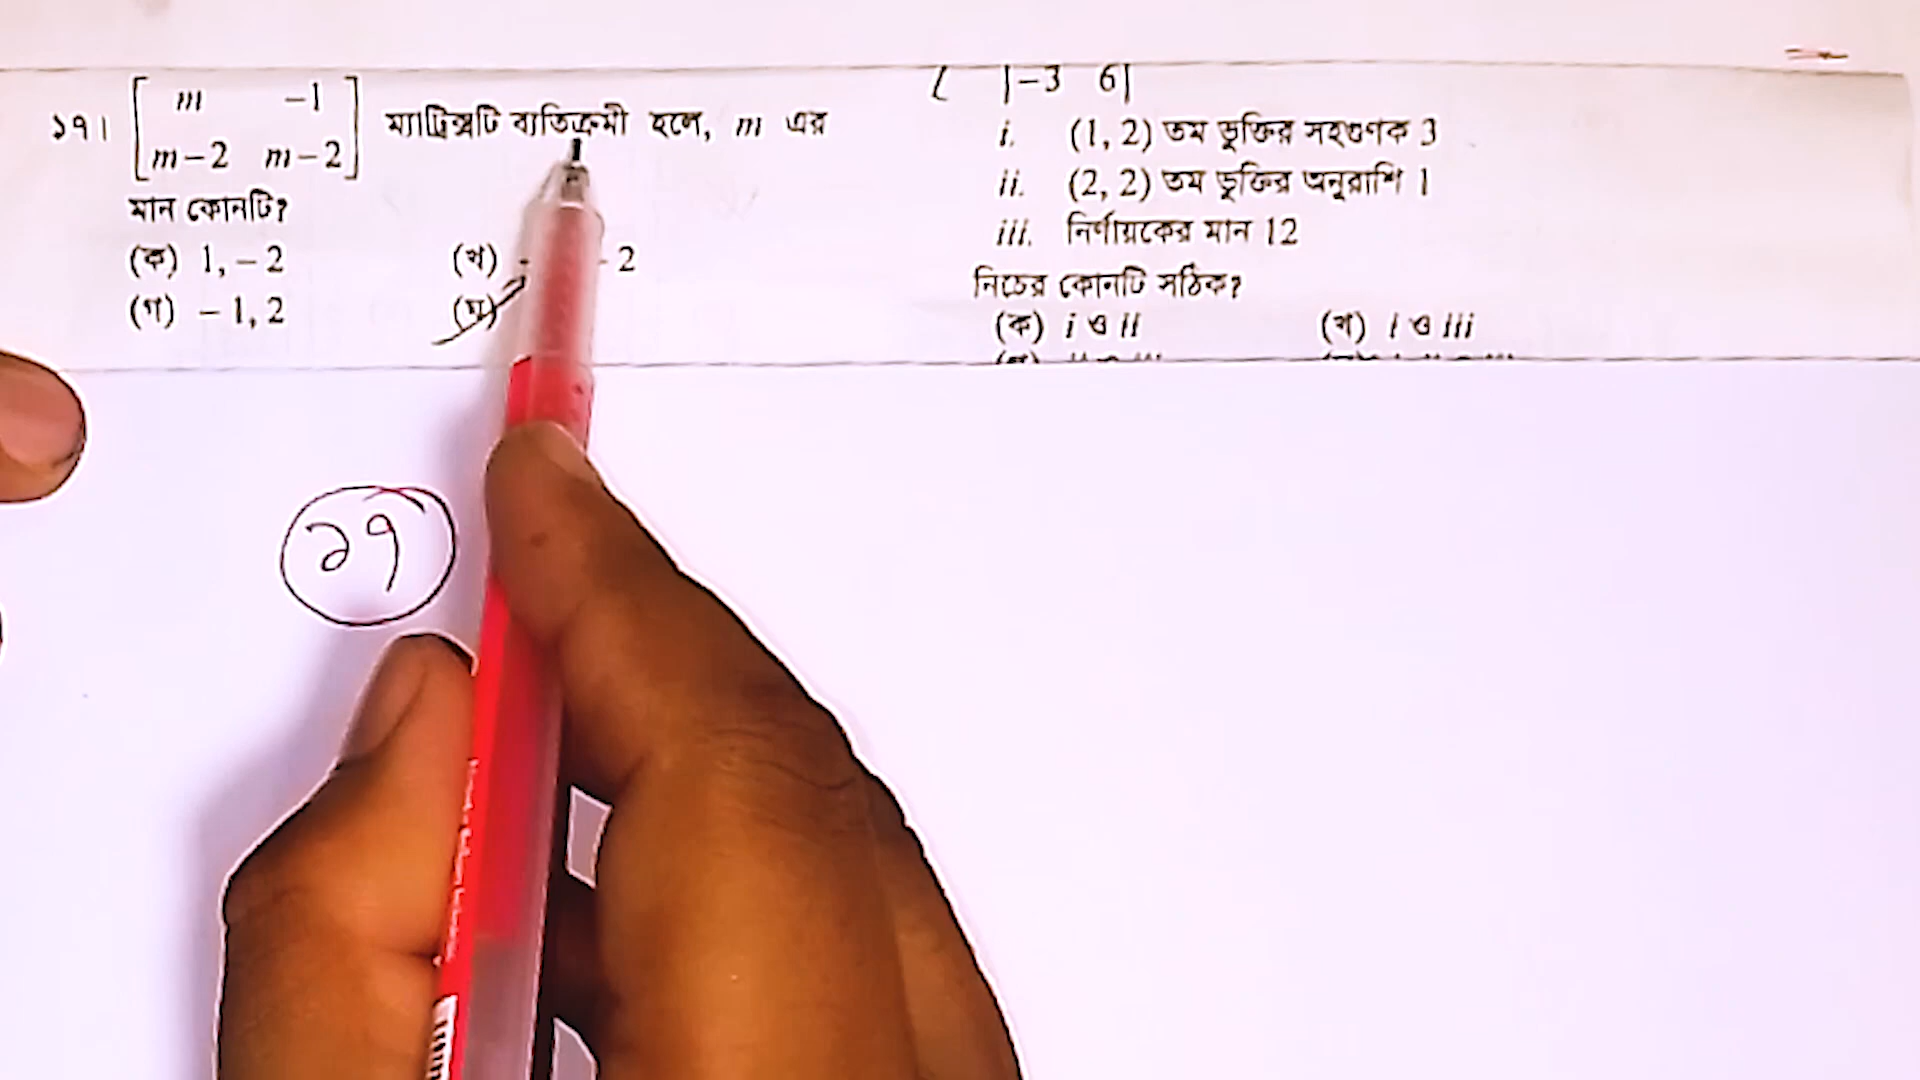 ১৭। [ m -1
m-2 m-2 ] ম্যাট্রিক্সটি ব্যতিক্রমী হলে, m এর
মান কোনটি?
(ক) 1, – 2
(খ) - - 2
(গ) – 1, 2
(ঘ)
|-3 6|
i. (1, 2) তম ভুক্তির সহগুণক 3
ii. (2, 2) তম ভুক্তির অনুরাশি 1
iii. নির্ণায়কের মান 12
নিচের কোনটি সঠিক?
(ক) i ও ii (খ) i ও iii
১৭